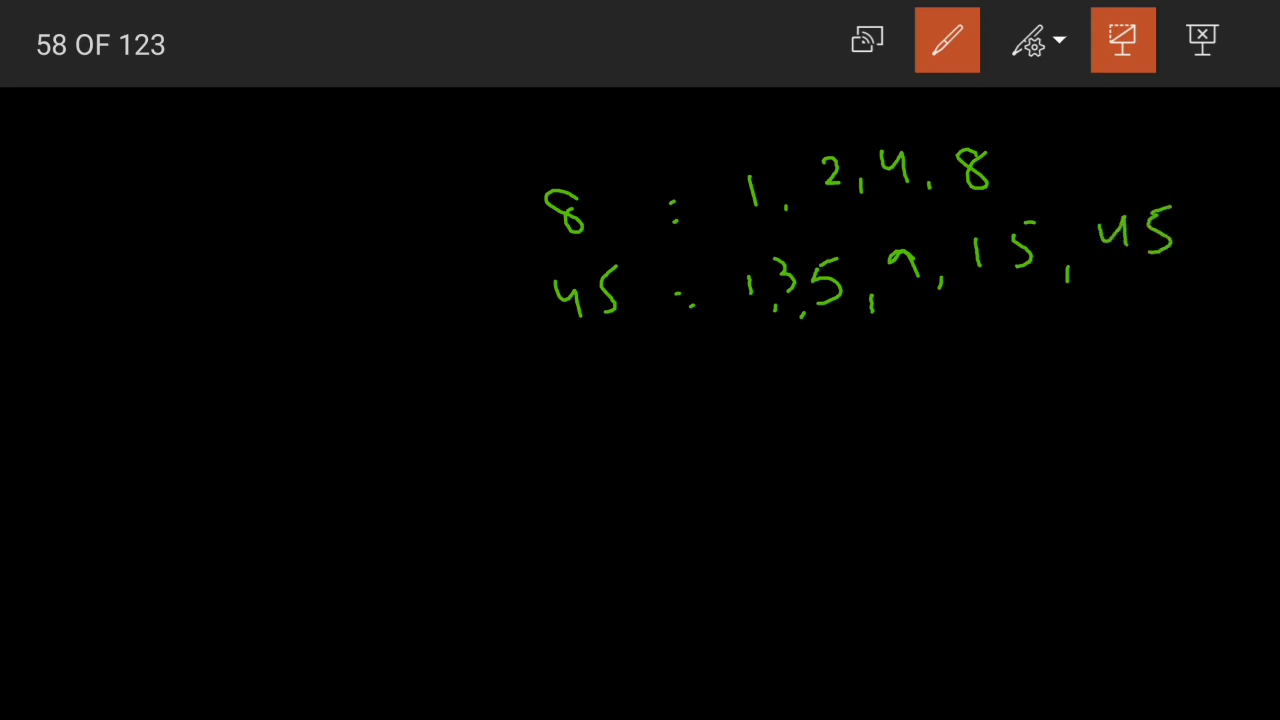 58 OF 123
8 : 1, 2, 4, 8
45 : 1, 3, 5, 9, 15, 45